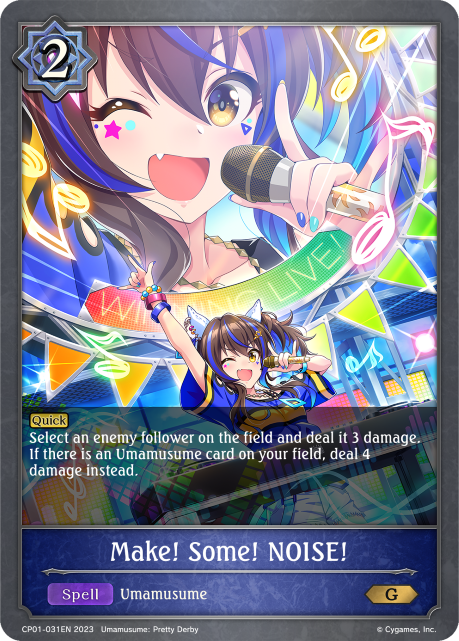 2
WINNING LIVE
Quick
Select an enemy follower on the field and deal it 3 damage.
If there is an Umamusume card on your field, deal 4
damage instead.
Make! Some! NOISE!
Spell Umamusume G
CP01-031EN 2023 Umamusume: Pretty Derby © Cygames, Inc.